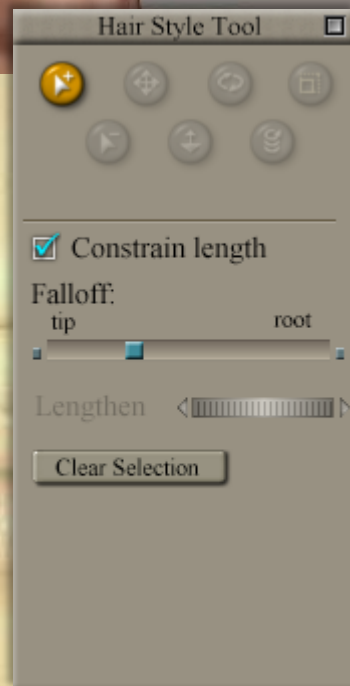 Hair Style Tool
Constrain length
Falloff:
tip root
Lengthen
Clear Selection